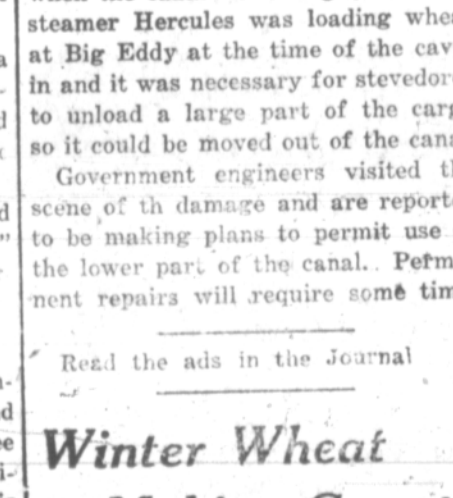 steamer Hercules was loading whea
at Big Eddy at the time of the cav
in and it was necessary for stevedor
to unload a large part of the carg
so it could be moved out of the cana
Government engineers visited th
scene of th damage and are report
to be making plans to permit use
the lower part of the canal. Perm
nent repairs will require some tim
Read the ads in the Journal
Winter Wheat